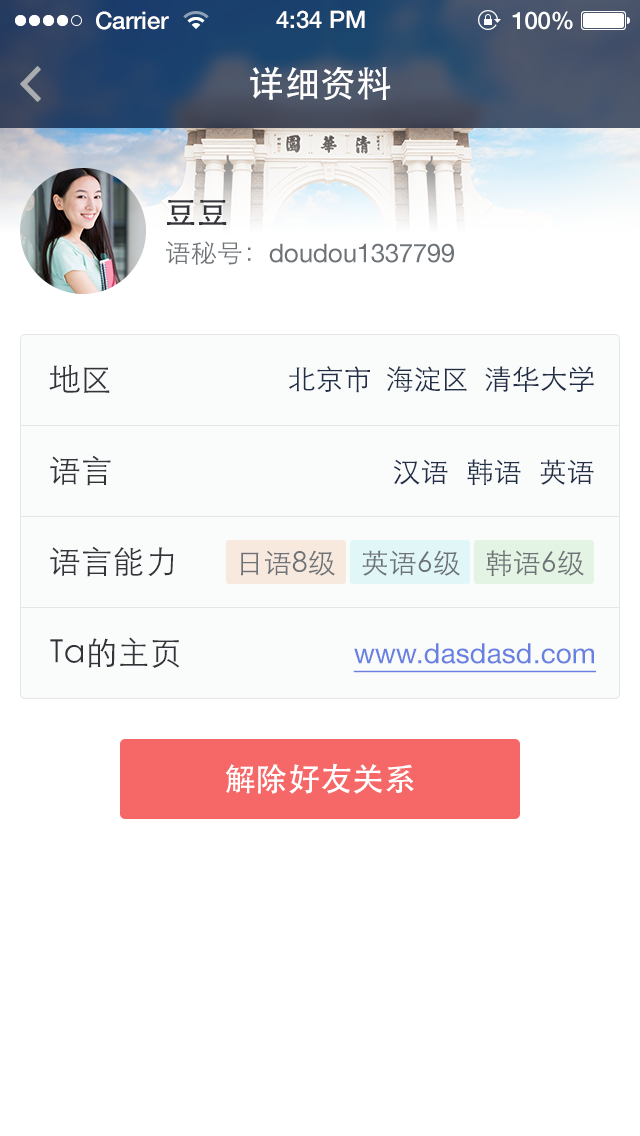 Carrier 4:34 PM 100%
详细资料
園華清
豆豆
语秘号：doudou1337799
地区 北京市 海淀区 清华大学
语言 汉语 韩语 英语
语言能力 日语8级 英语6级 韩语6级
Ta的主页 www.dasdasd.com
解除好友关系